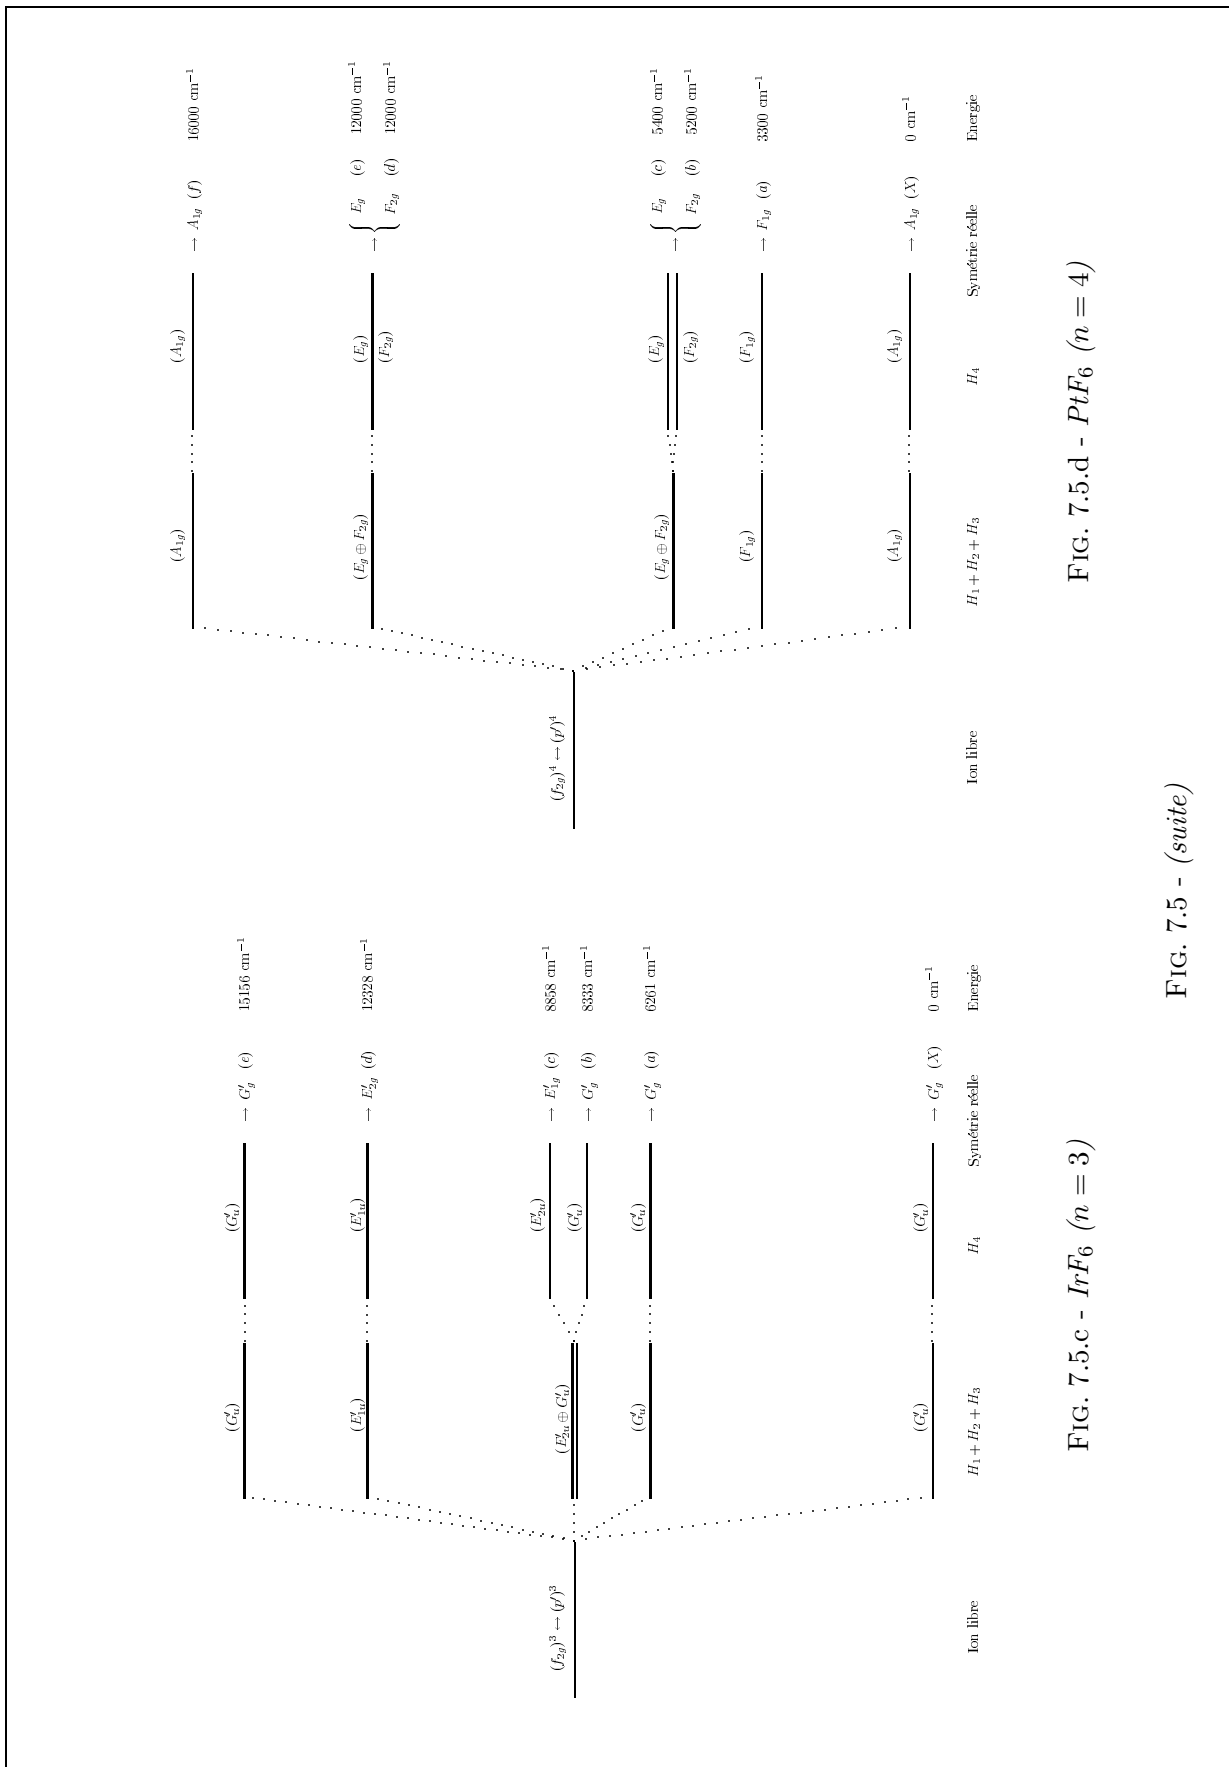 (f₂g)³ ↔ (p′)³
(G′u)
(E′1u)
(E′2u ⊕ G′u)
(G′u)
(G′u)
(G′u)
(E′1u)
(E′2u)
(G′u)
(G′u)
(G′u)
→ G′g (e) 15156 cm⁻¹
→ E′2g (d) 12328 cm⁻¹
→ E′1g (c) 8858 cm⁻¹
→ G′g (b) 8333 cm⁻¹
→ G′g (a) 6261 cm⁻¹
→ G′g (X) 0 cm⁻¹
Ion libre H₁ + H₂ + H₃ H₄ Symétrie réelle Energie
FIG. 7.5.c - IrF₆ (n = 3)
(f₂g)⁴ ↔ (p′)⁴
(A1g)
(Eg ⊕ F2g)
(Eg ⊕ F2g)
(F1g)
(A1g)
(A1g)
(Eg)
(F2g)
(Eg)
(F2g)
(F1g)
(A1g)
→ A1g (f) 16000 cm⁻¹
→ { Eg (e) 12000 cm⁻¹
F2g (d) 12000 cm⁻¹
→ { Eg (c) 5400 cm⁻¹
F2g (b) 5200 cm⁻¹
→ F1g (a) 3300 cm⁻¹
→ A1g (X) 0 cm⁻¹
Ion libre H₁ + H₂ + H₃ H₄ Symétrie réelle Energie
FIG. 7.5.d - PtF₆ (n = 4)
FIG. 7.5 - (suite)